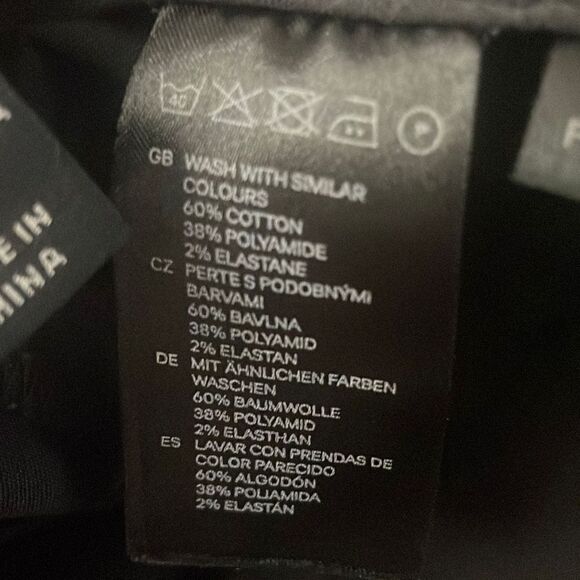 40
P
GB WASH WITH SIMILAR
COLOURS
60% COTTON
38% POLYAMIDE
2% ELASTANE
CZ PERTE S PODOBNÝMI
BARVAMI
60% BAVLNA
38% POLYAMID
2% ELASTAN
DE MIT ÄHNLICHEN FARBEN
WASCHEN
60% BAUMWOLLE
38% POLYAMID
2% ELASTHAN
ES LAVAR CON PRENDAS DE
COLOR PARECIDO
60% ALGODÓN
38% POLIAMIDA
2% ELASTÁN
IN